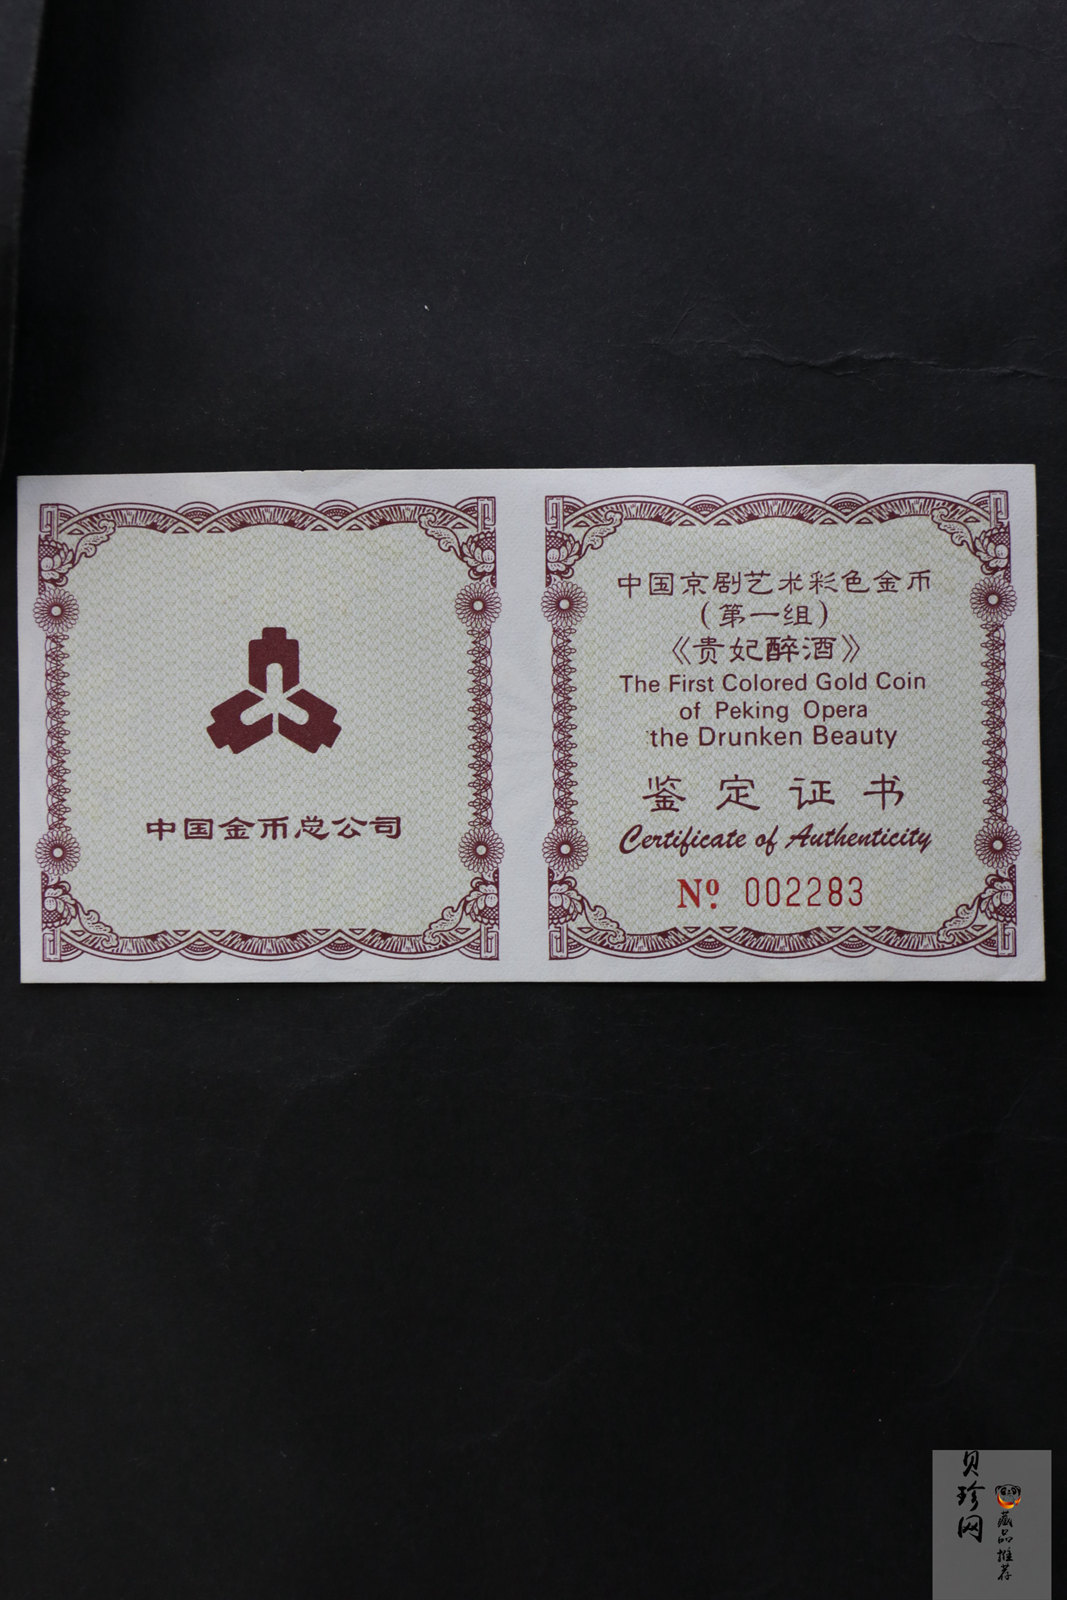 中国金币总公司
中国京剧艺术彩色金币
(第一组)
《贵妃醉酒》
The First Colored Gold Coin
of Peking Opera
the Drunken Beauty
鉴定证书
Certificate of Authenticity
Nº 002283
贝珍网
藏品推荐